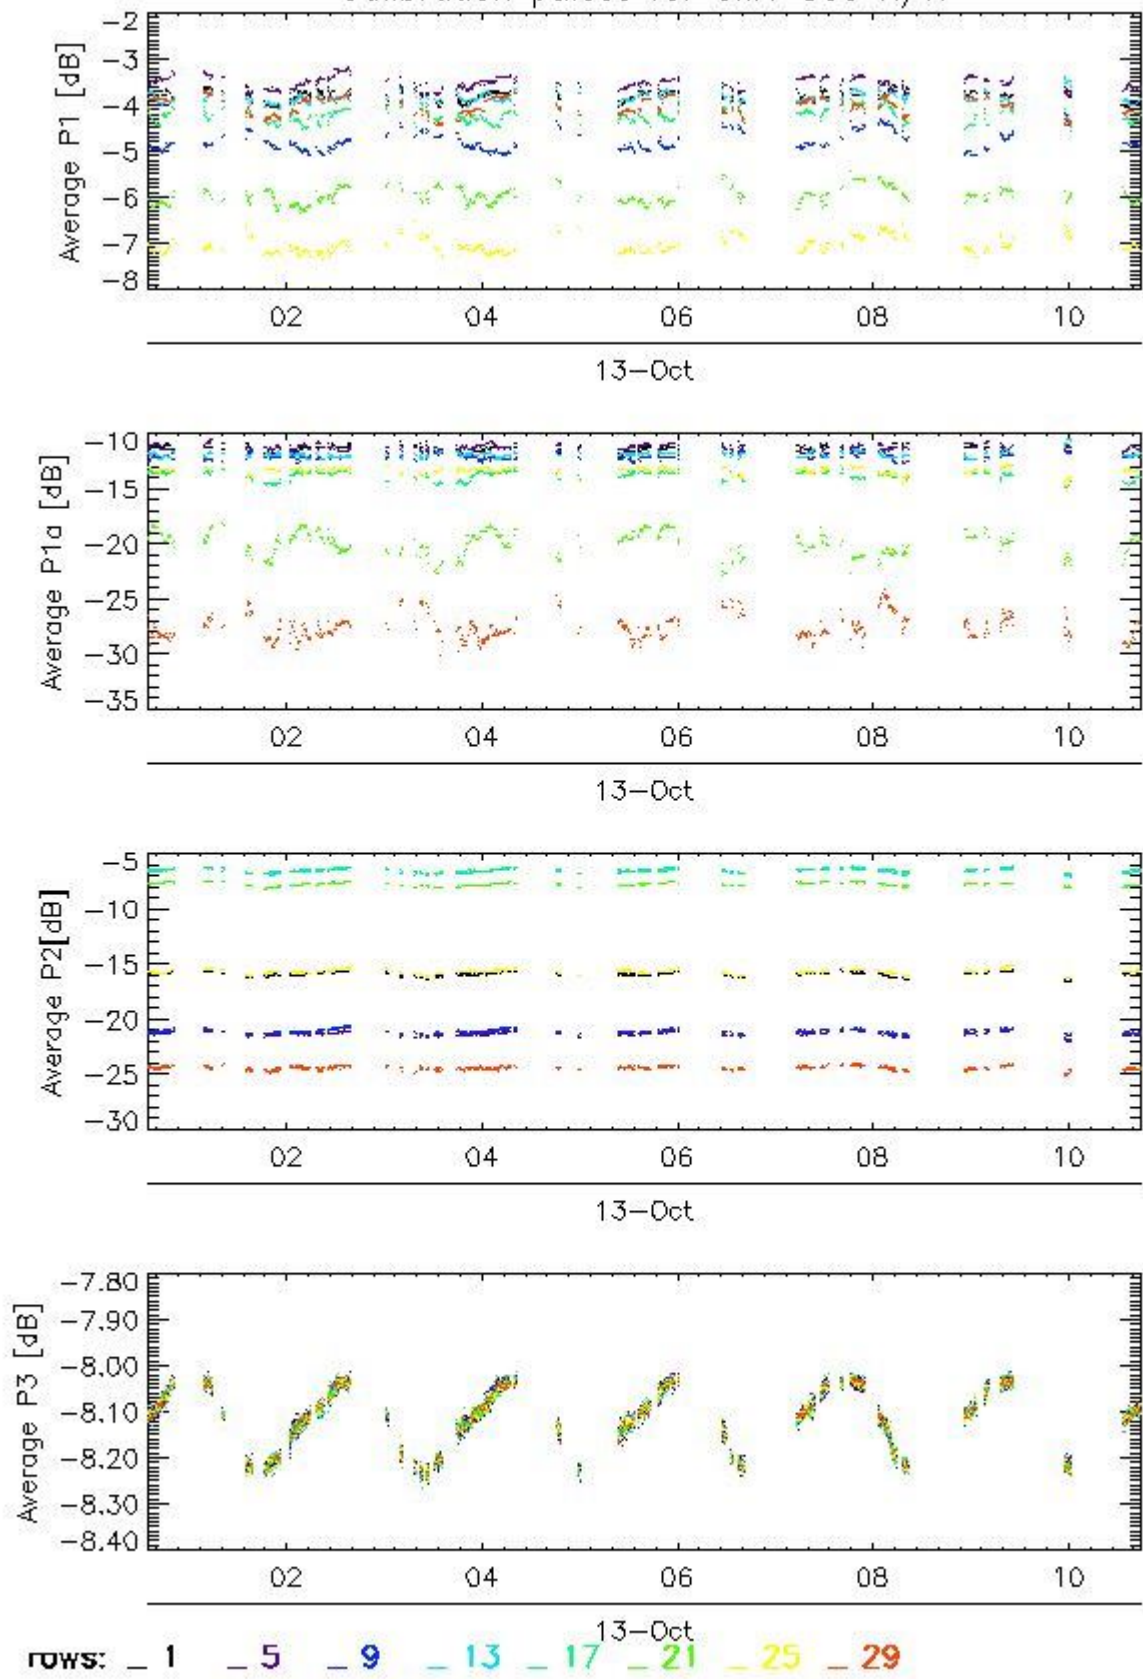 -2
-3
-4
-5
-6
-7
-8
Average P1 [dB]
02 04 06 08 10
13-Oct
-10
-15
-20
-25
-30
-35
Average P1a [dB]
02 04 06 08 10
13-Oct
-5
-10
-15
-20
-25
-30
Average P2[dB]
02 04 06 08 10
13-Oct
-7.80
-7.90
-8.00
-8.10
-8.20
-8.30
-8.40
Average P3 [dB]
02 04 06 08 10
13-Oct
rows: _ 1 _ 5 _ 9 _ 13 _ 17 _ 21 _ 25 _ 29